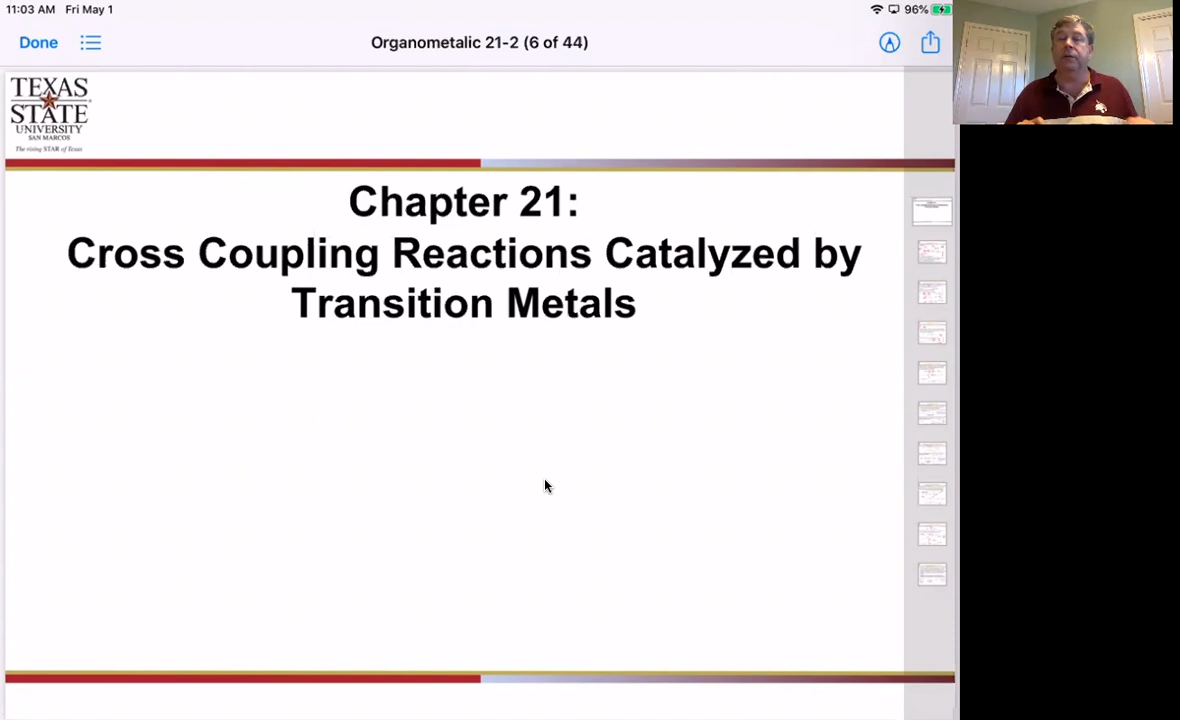 11:03 AM Fri May 1
96%
Done
Organometalic 21-2 (6 of 44)
TEXAS
STATE
UNIVERSITY
SAN MARCOS
The rising STAR of Texas
Chapter 21:
Cross Coupling Reactions Catalyzed by
Transition Metals